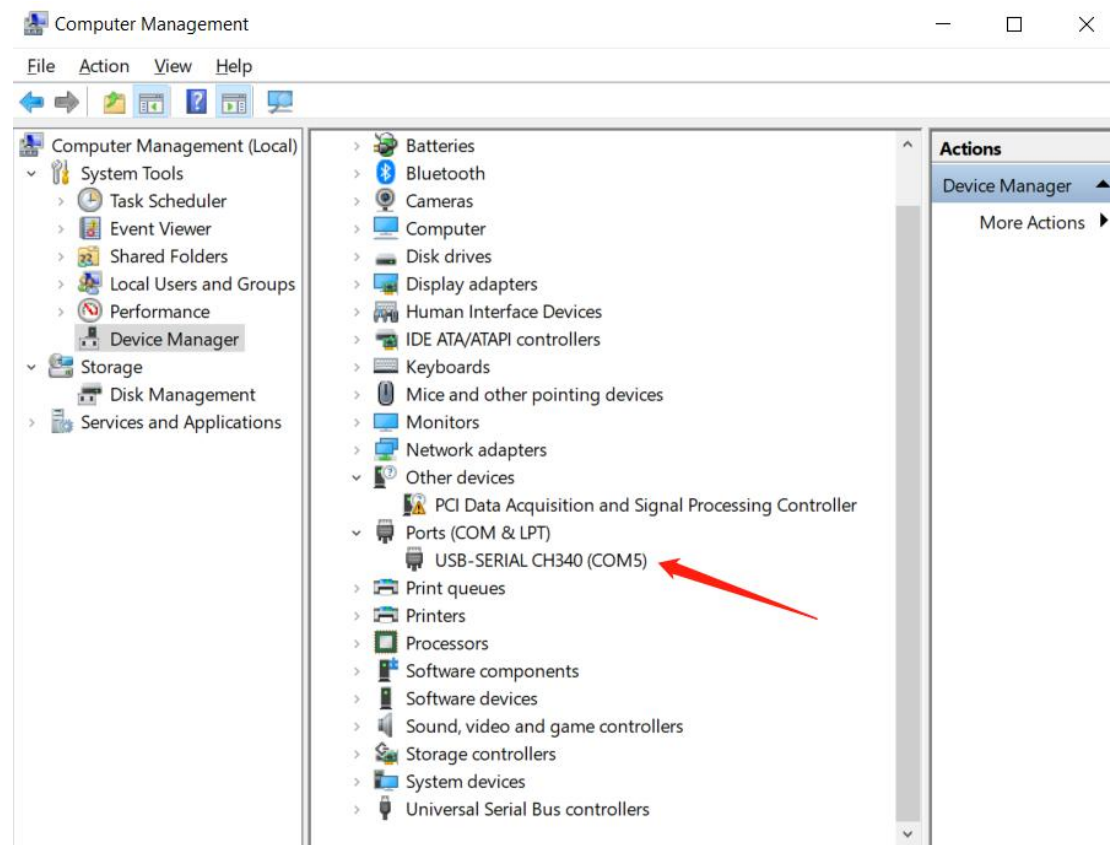 Computer Management
File Action View Help
Computer Management (Local)
System Tools
Task Scheduler
Event Viewer
Shared Folders
Local Users and Groups
Performance
Device Manager
Storage
Disk Management
Services and Applications
Batteries
Bluetooth
Cameras
Computer
Disk drives
Display adapters
Human Interface Devices
IDE ATA/ATAPI controllers
Keyboards
Mice and other pointing devices
Monitors
Network adapters
Other devices
PCI Data Acquisition and Signal Processing Controller
Ports (COM & LPT)
USB-SERIAL CH340 (COM5)
Print queues
Printers
Processors
Software components
Software devices
Sound, video and game controllers
Storage controllers
System devices
Universal Serial Bus controllers
Actions
Device Manager
More Actions